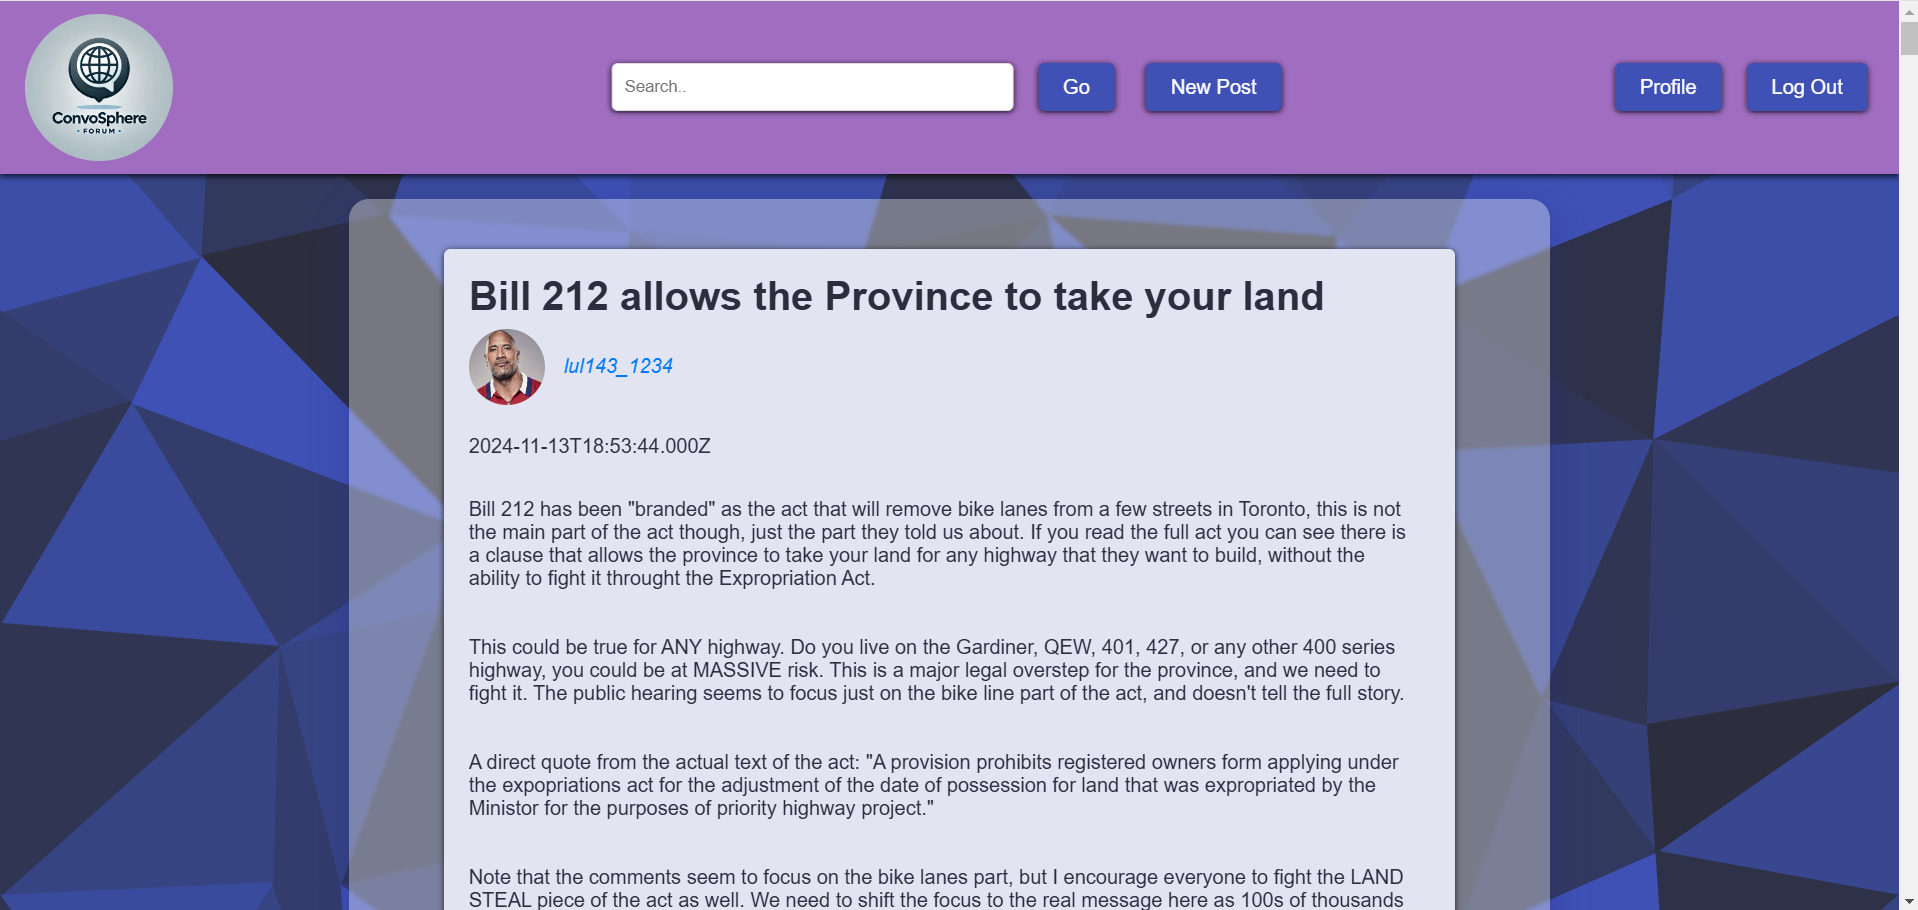 ConvoSphere
• FORUM •
Search..
Go
New Post
Profile
Log Out
Bill 212 allows the Province to take your land
lul143_1234
2024-11-13T18:53:44.000Z
Bill 212 has been "branded" as the act that will remove bike lanes from a few streets in Toronto, this is not
the main part of the act though, just the part they told us about. If you read the full act you can see there is
a clause that allows the province to take your land for any highway that they want to build, without the
ability to fight it throught the Expropriation Act.
This could be true for ANY highway. Do you live on the Gardiner, QEW, 401, 427, or any other 400 series
highway, you could be at MASSIVE risk. This is a major legal overstep for the province, and we need to
fight it. The public hearing seems to focus just on the bike line part of the act, and doesn't tell the full story.
A direct quote from the actual text of the act: "A provision prohibits registered owners form applying under
the expopriations act for the adjustment of the date of possession for land that was expropriated by the
Ministor for the purposes of priority highway project."
Note that the comments seem to focus on the bike lanes part, but I encourage everyone to fight the LAND
STEAL piece of the act as well. We need to shift the focus to the real message here as 100s of thousands